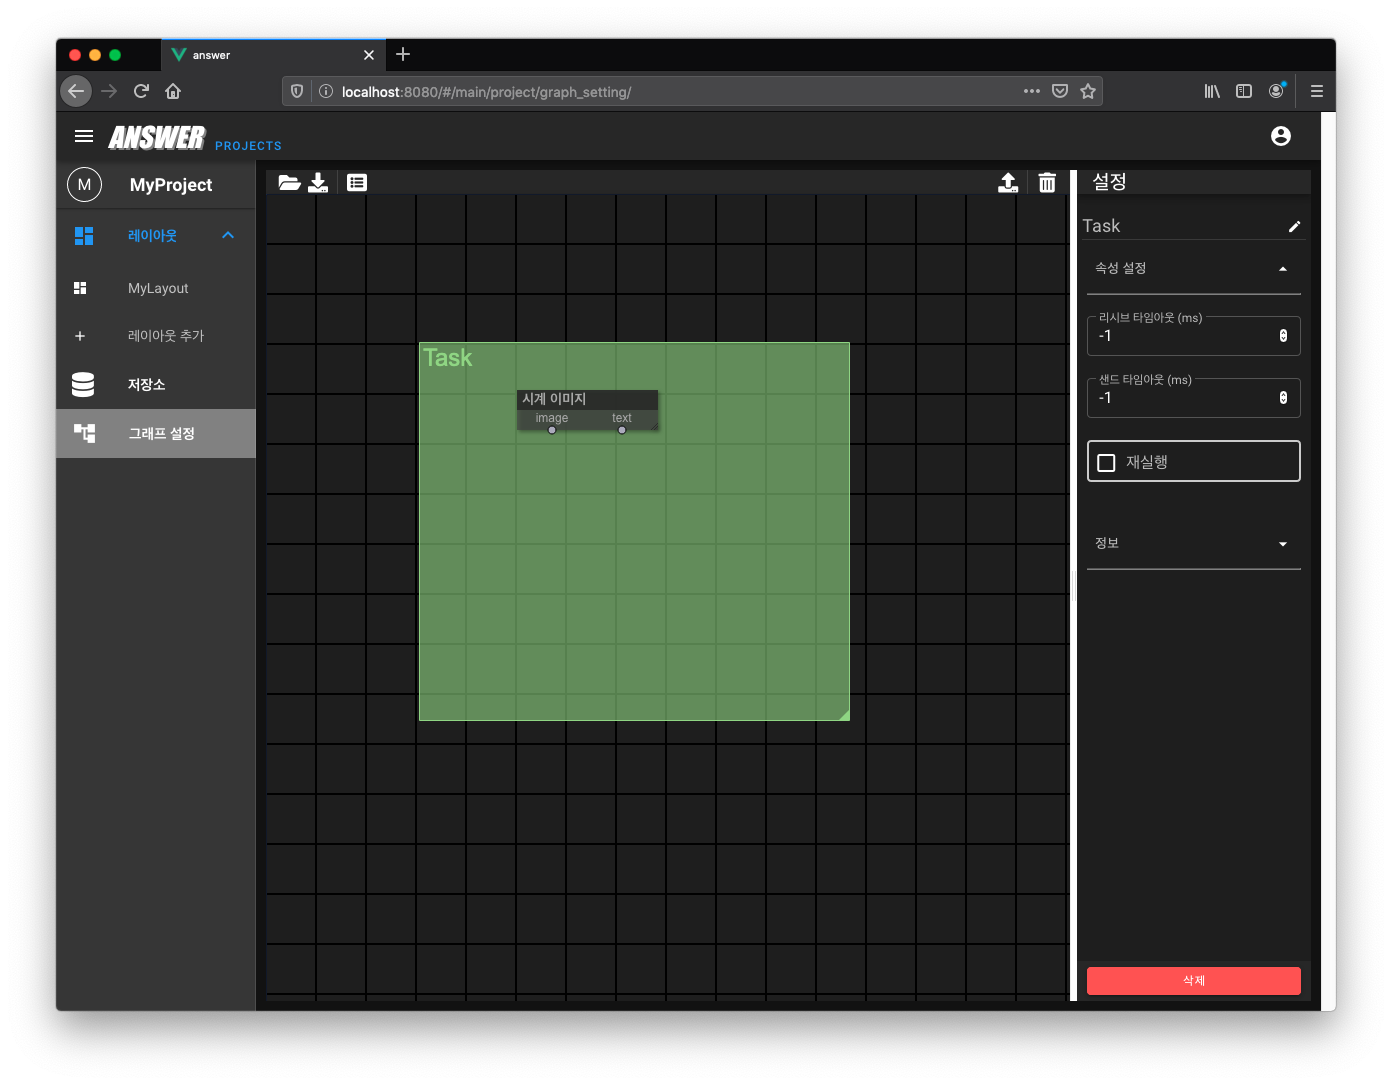 answer
localhost:8080/#/main/project/graph_setting/
ANSWER PROJECTS
M MyProject
레이아웃
MyLayout
레이아웃 추가
저장소
그래프 설정
Task
시계 이미지
image text
설정
Task
속성 설정
리시브 타임아웃 (ms)
-1
샌드 타임아웃 (ms)
-1
재실행
정보
삭제